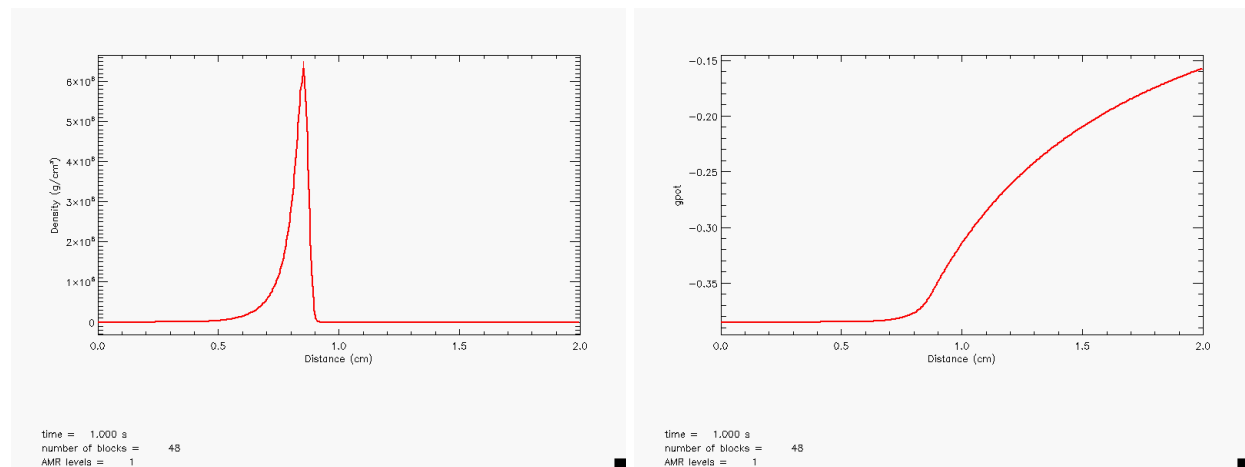 6×10⁶
5×10⁶
4×10⁶
3×10⁶
2×10⁶
1×10⁶
0
Density (g/cm³)
0.0 0.5 1.0 1.5 2.0
Distance (cm)
time = 1.000 s
number of blocks = 48
AMR levels = 1
-0.15
-0.20
-0.25
-0.30
-0.35
gpot
0.0 0.5 1.0 1.5 2.0
Distance (cm)
time = 1.000 s
number of blocks = 48
AMR levels = 1